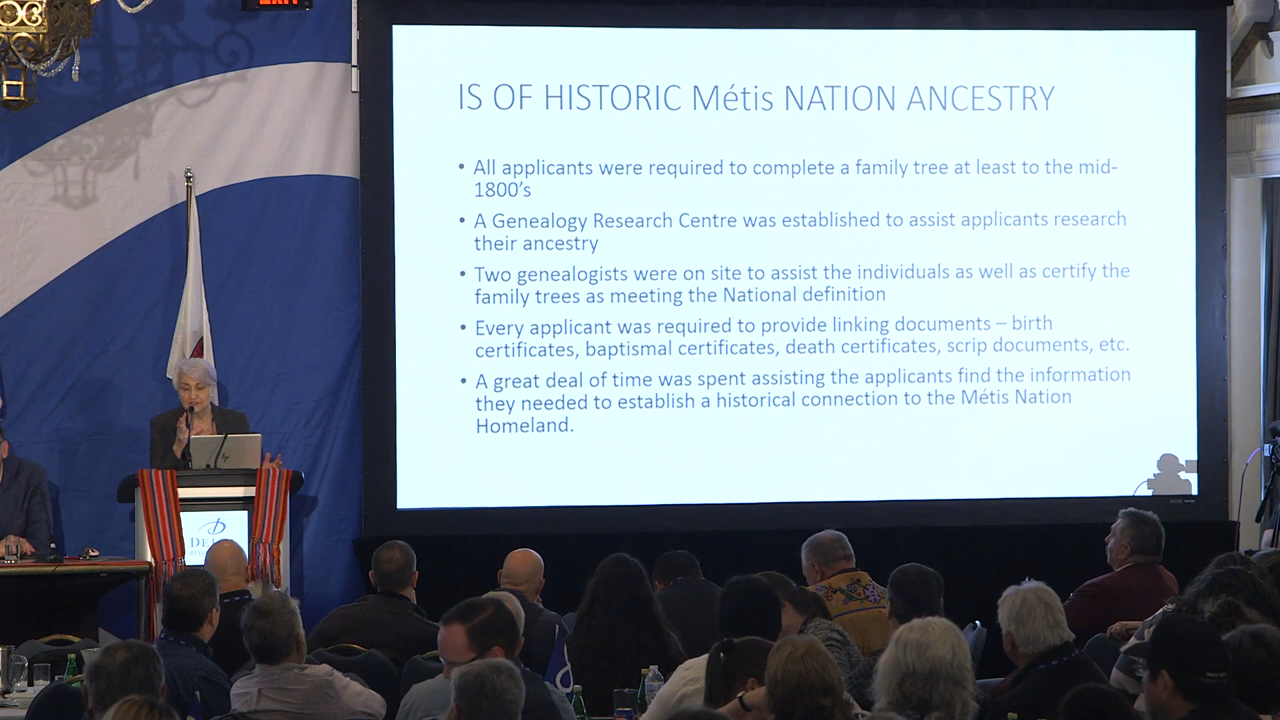 EXIT
IS OF HISTORIC Métis NATION ANCESTRY
• All applicants were required to complete a family tree at least to the mid-
1800’s
• A Genealogy Research Centre was established to assist applicants research
their ancestry
• Two genealogists were on site to assist the individuals as well as certify the
family trees as meeting the National definition
• Every applicant was required to provide linking documents – birth
certificates, baptismal certificates, death certificates, scrip documents, etc.
• A great deal of time was spent assisting the applicants find the information
they needed to establish a historical connection to the Métis Nation
Homeland.
hp